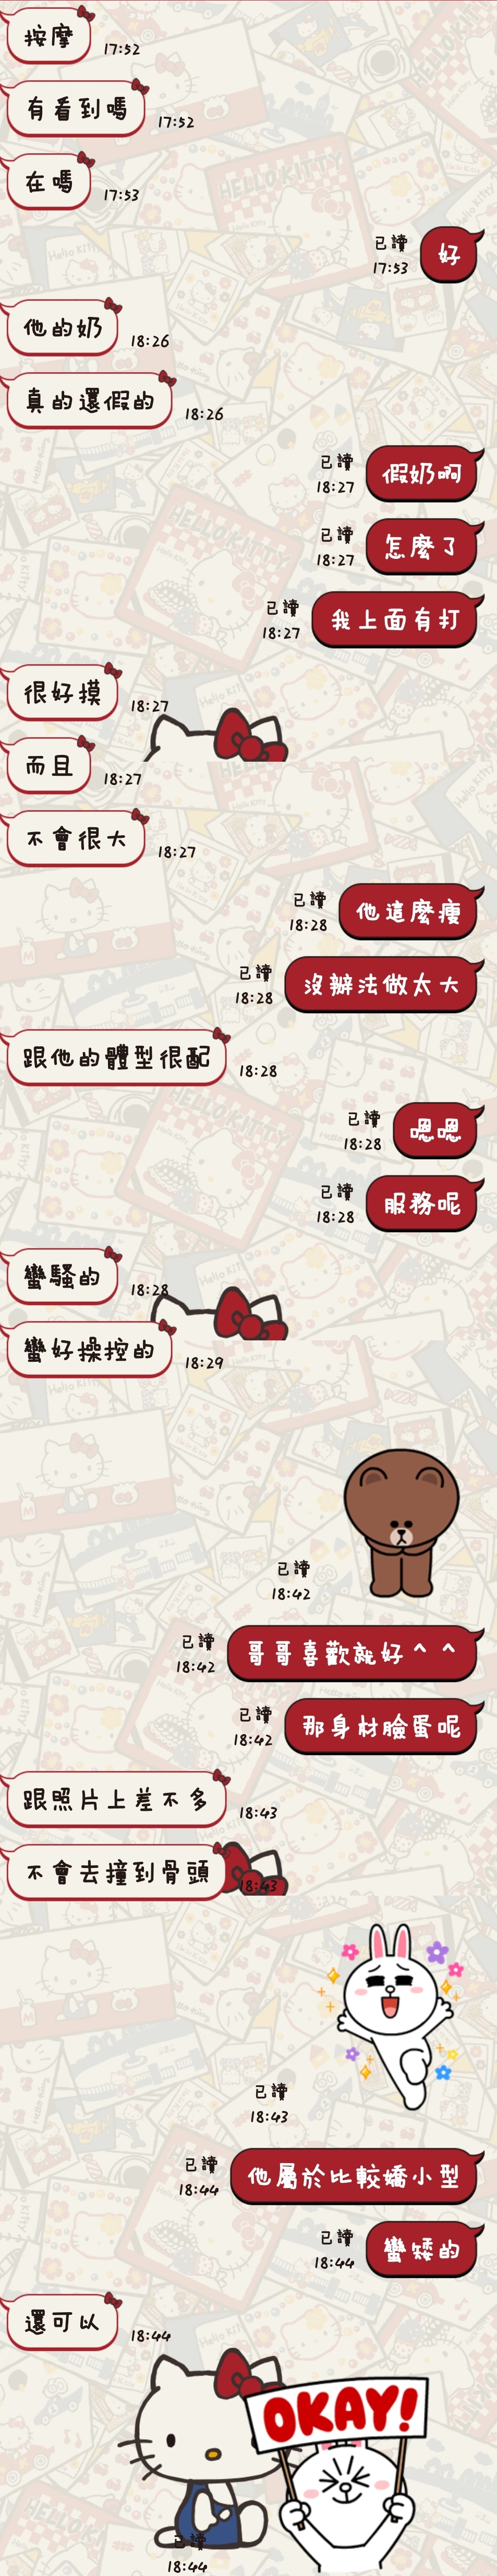 按摩
17:52
有看到嗎
17:52
在嗎
17:53
已讀
17:53
好
他的奶
18:26
真的還假的
18:26
已讀
18:27
假奶啊
已讀
18:27
怎麼了
已讀
18:27
我上面有打
很好摸
18:27
而且
18:27
不會很大
18:27
已讀
18:28
他這麼瘦
已讀
18:28
沒辦法做太大
跟他的體型很配
18:28
已讀
18:28
嗯嗯
已讀
18:28
服務呢
蠻騷的
18:28
蠻好操控的
18:29
已讀
18:42
已讀
18:42
哥哥喜歡就好^^
已讀
18:42
那身材臉蛋呢
跟照片上差不多
18:43
不會去撞到骨頭
18:43
已讀
18:43
已讀
18:44
他屬於比較嬌小型
已讀
18:44
蠻矮的
還可以
18:44
OKAY!
已讀
18:44